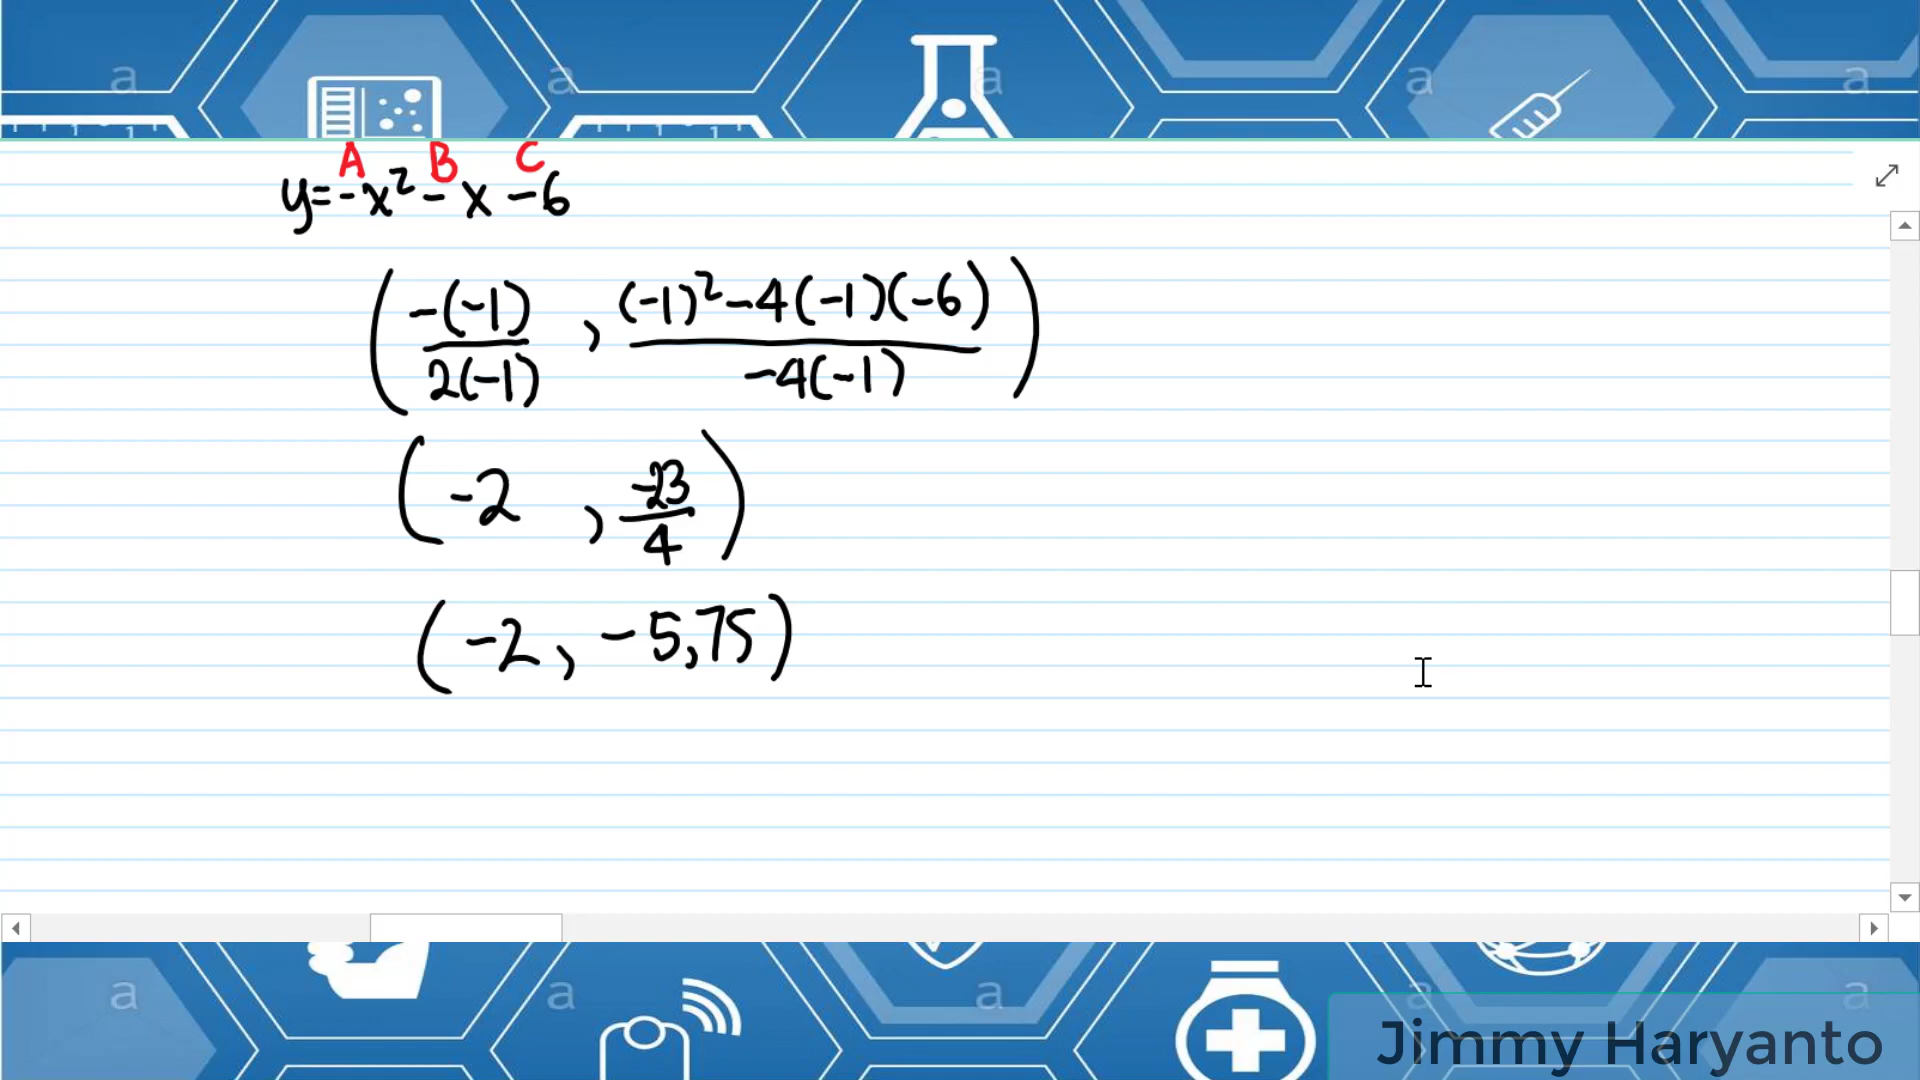 a a a a a
A B C
y=-x²-x-6
(-(-1)/2(-1), (-1)²-4(-1)(-6)/-4(-1))
(-2, -23/4)
(-2, -5,75)
a a a a a
Jimmy Haryanto